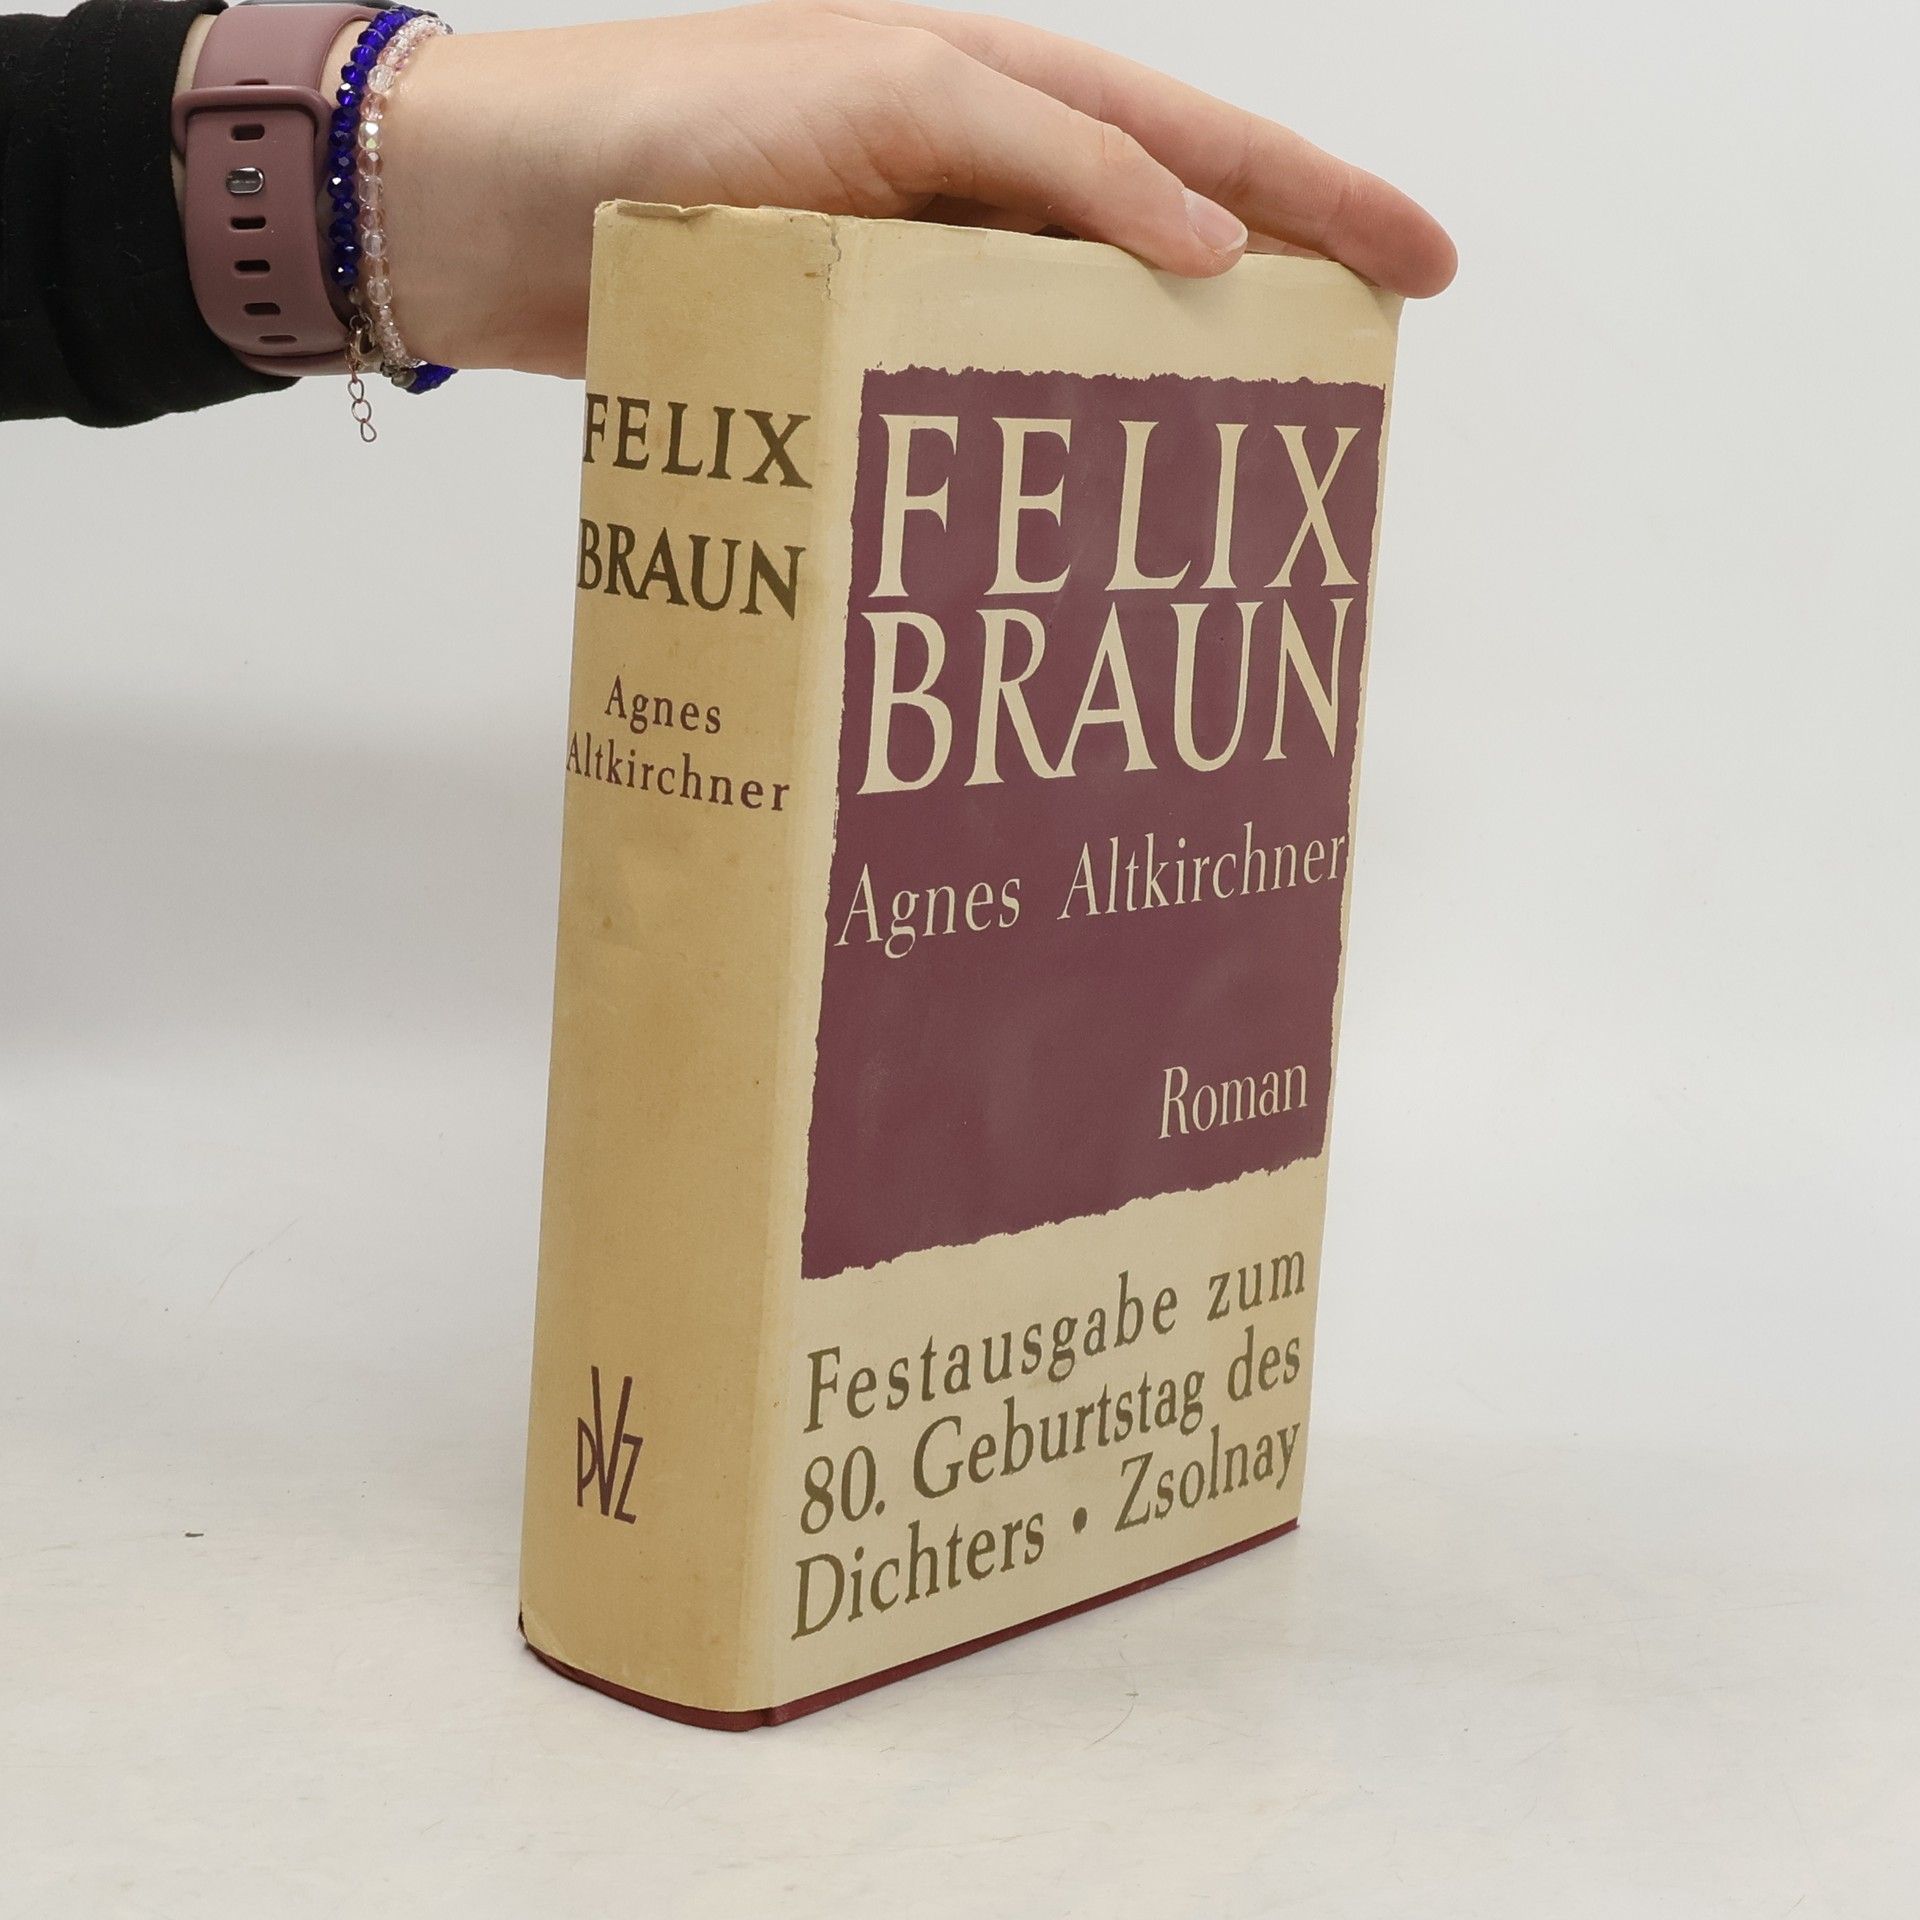 FELIX
BRAUN
Agnes
Altkirchner
PVZ
FELIX
BRAUN
Agnes Altkirchner
Roman
Festausgabe zum
80. Geburtstag des
Dichters • Zsolnay